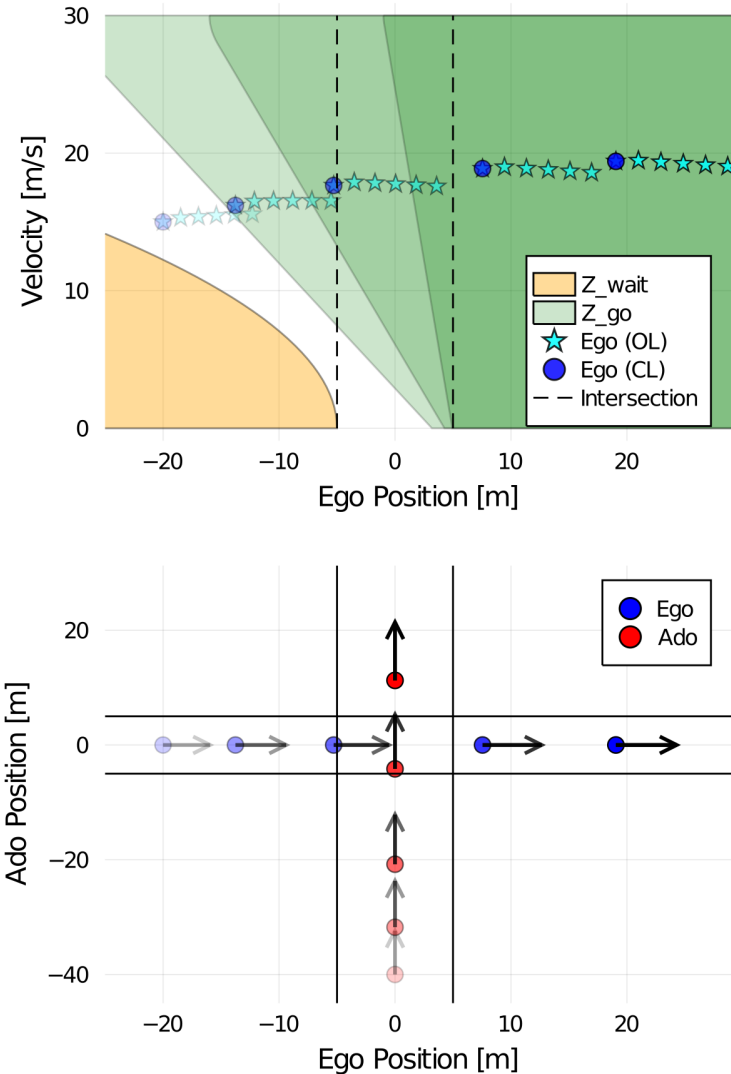 30
20
10
0
Velocity [m/s]
Z_wait
Z_go
Ego (OL)
Ego (CL)
Intersection
−20 −10 0 10 20
Ego Position [m]
20
0
−20
−40
Ado Position [m]
Ego
Ado
−20 −10 0 10 20
Ego Position [m]